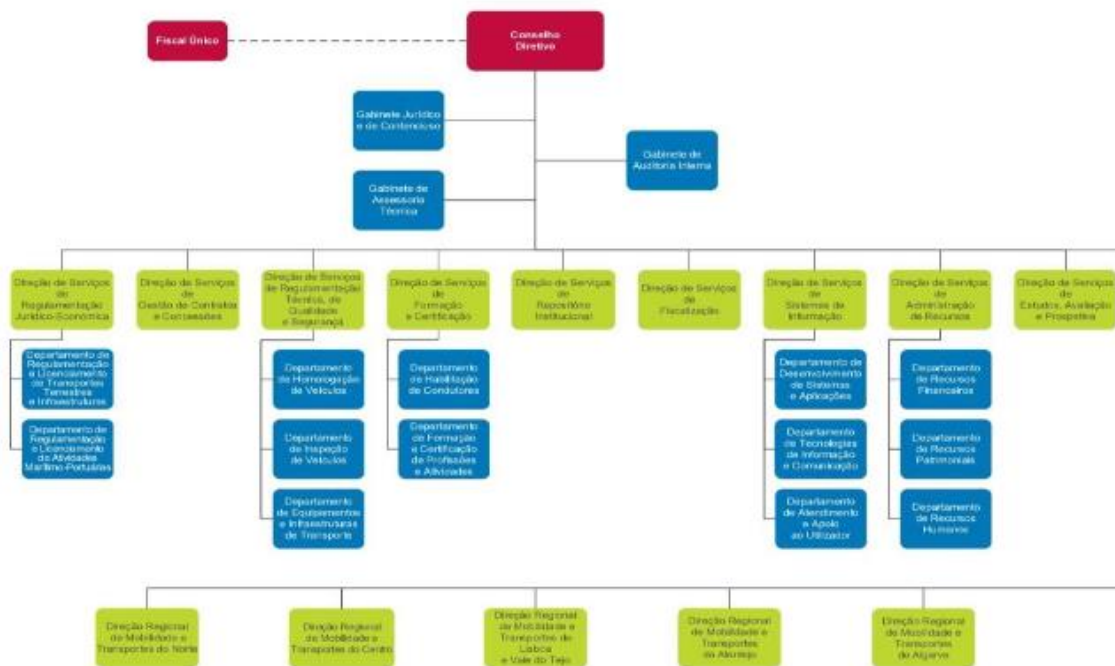 Fiscal Único
Conselho
Diretivo
Gabinete Jurídico
e de Contencioso
Gabinete de
Auditoria Interna
Gabinete de
Assessoria
Técnica
Direção de Serviços
de
Regulamentação
Jurídico-Económica
Direção de Serviços
de
Gestão de Contratos
e Concessões
Direção de Serviços
de Regulamentação
Técnica, de
Qualidade
e Segurança
Direção de Serviços
de
Formação
e Certificação
Direção de Serviços
de
Repositório
Institucional
Direção de Serviços
de
Fiscalização
Direção de Serviços
de
Sistemas de
Informação
Direção de Serviços
de
Administração
de Recursos
Direção de Serviços
de
Estudos, Avaliação
e Prospetiva
Departamento de
Regulamentação
e Licenciamento
de Transportes
Terrestres
e Infraestruturas
Departamento de
Regulamentação
e Licenciamento
de Atividades
Marítimo-Portuárias
Departamento
de Homologação
de Veículos
Departamento
de Inspeção
de Veículos
Departamento
de Equipamentos
e Infraestruturas
de Transporte
Departamento
de Habilitação
de Condutores
Departamento
de Formação
e Certificação
de Profissões
e Atividades
Departamento de
Desenvolvimento
de Sistemas
e Aplicações
Departamento
de Tecnologias
de Informação
e Comunicação
Departamento
de Atendimento
e Apoio
ao Utilizador
Departamento
de Recursos
Financeiros
Departamento
de Recursos
Patrimoniais
Departamento
de Recursos
Humanos
Direção Regional
de Mobilidade e
Transportes do Norte
Direção Regional
de Mobilidade e
Transportes do Centro
Direção Regional
de Mobilidade e
Transportes de
Lisboa
e Vale do Tejo
Direção Regional
de Mobilidade e
Transportes
do Alentejo
Direção Regional
de Mobilidade e
Transportes
do Algarve